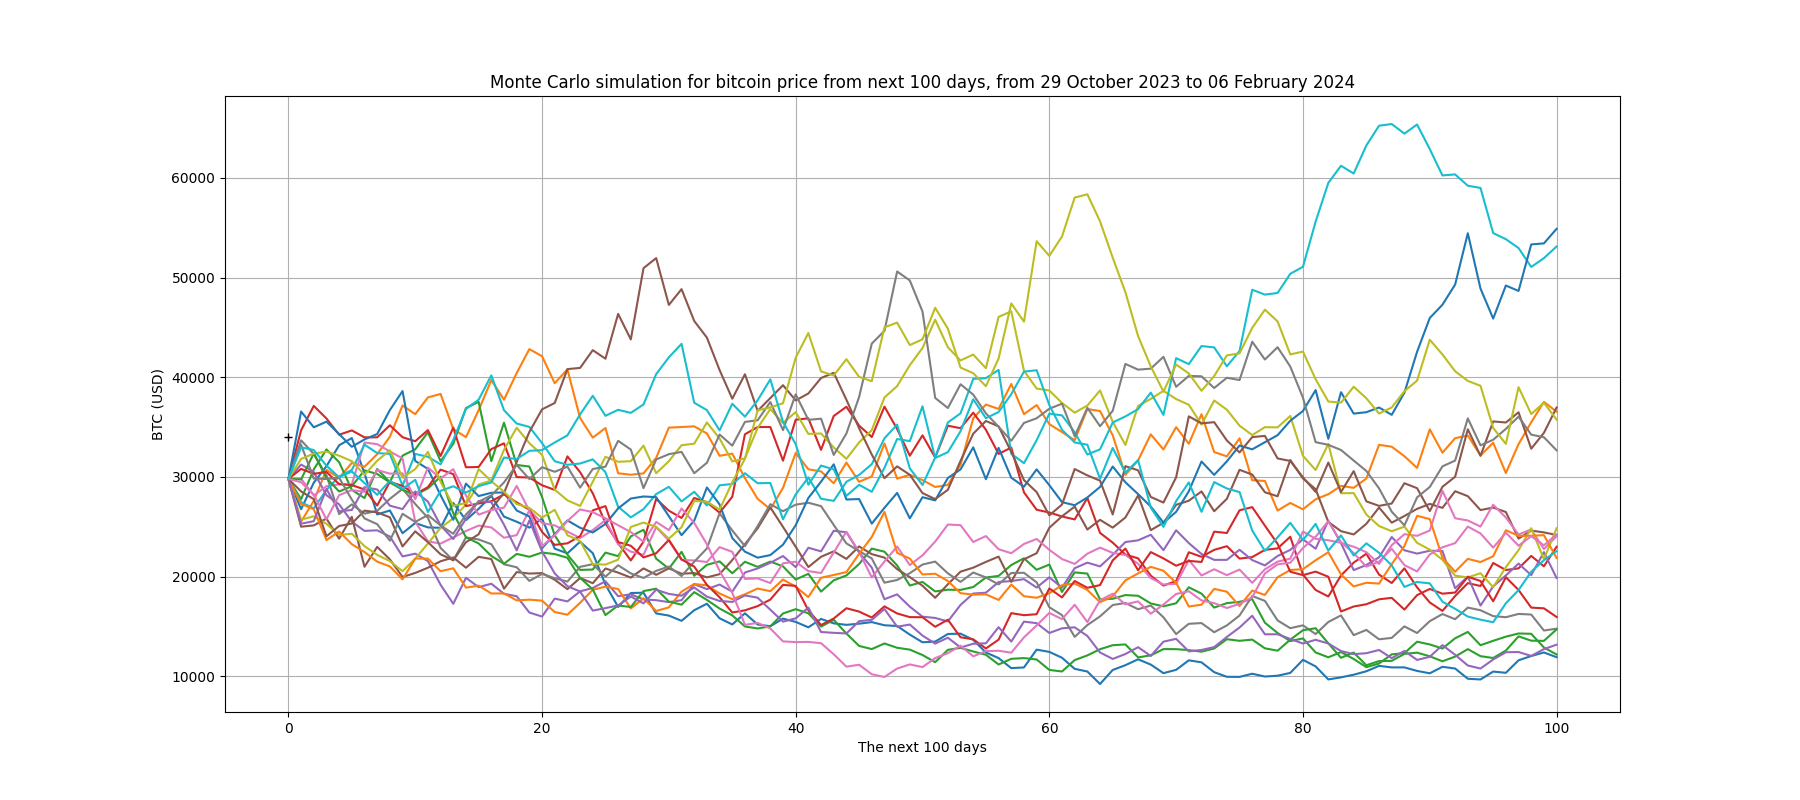 Monte Carlo simulation for bitcoin price from next 100 days, from 29 October 2023 to 06 February 2024
60000
50000
40000
30000
20000
10000
BTC (USD)
0 20 40 60 80 100
The next 100 days